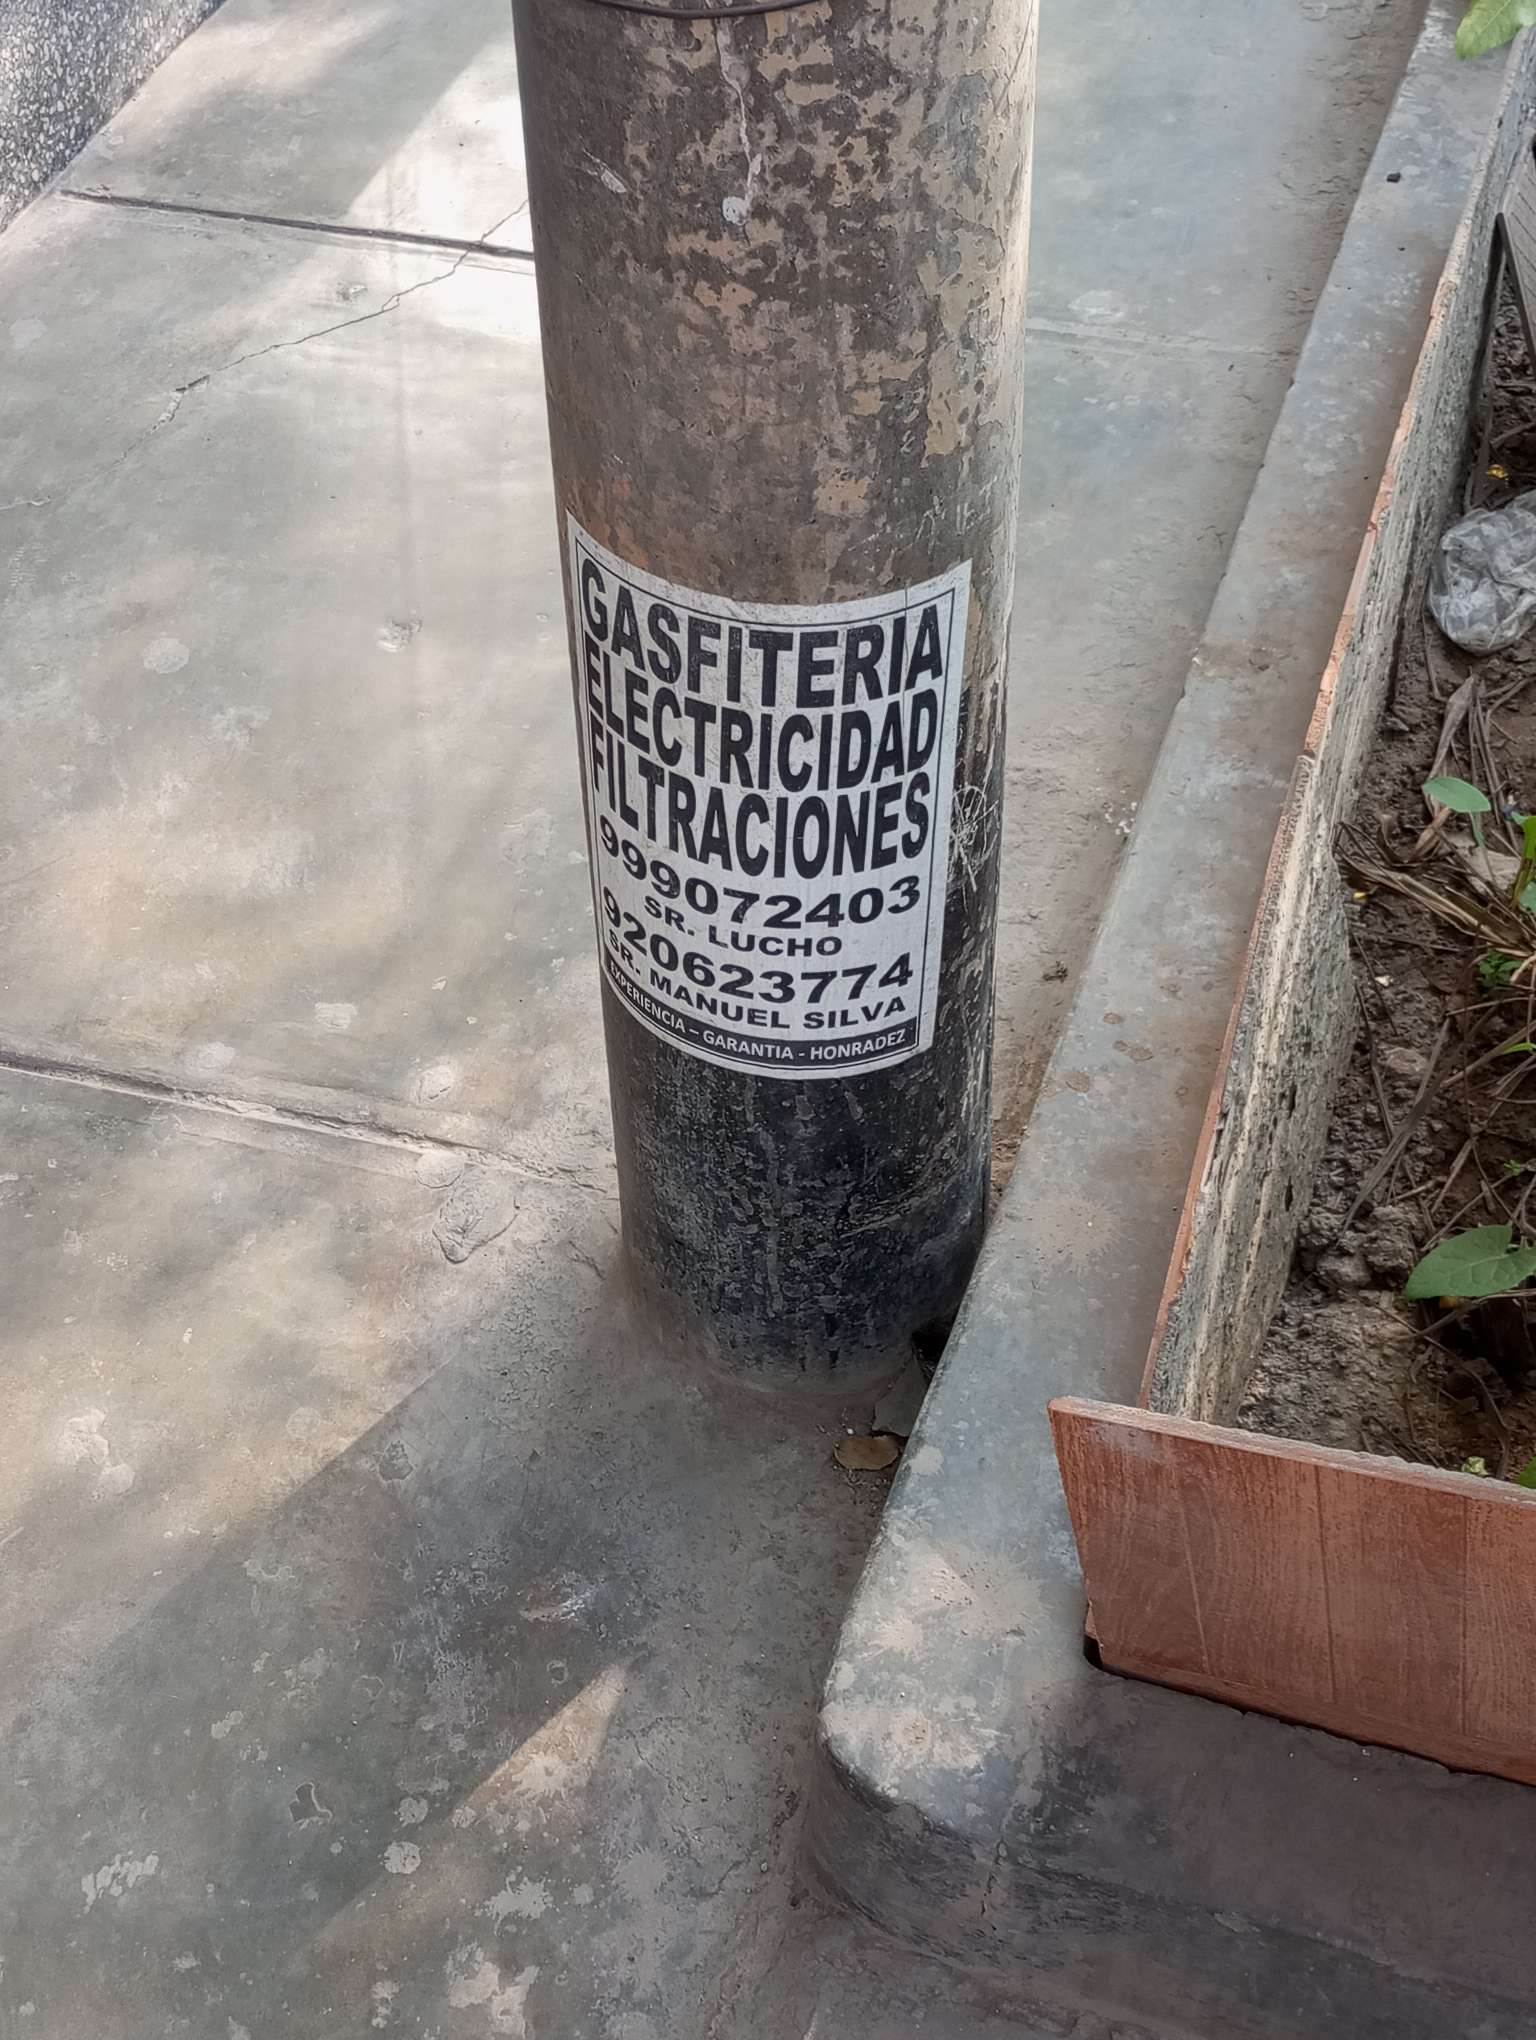 GASFITERIA
ELECTRICIDAD
FILTRACIONES
999072403
SR. LUCHO
920623774
SR. MANUEL SILVA
EXPERIENCIA – GARANTIA - HONRADEZ